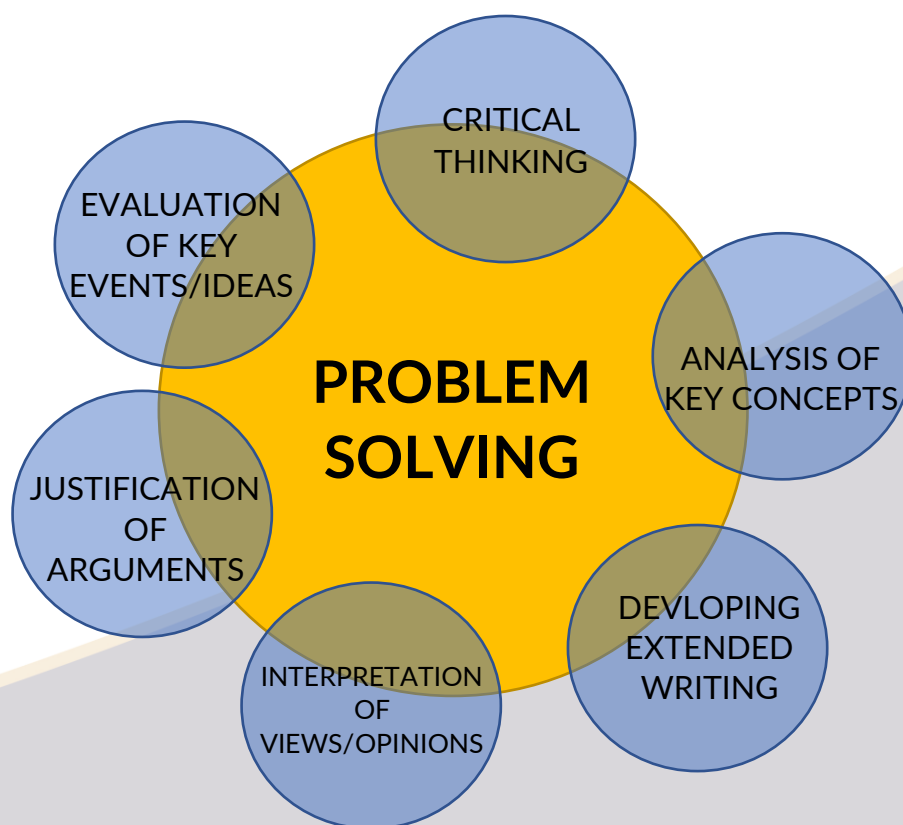 CRITICAL
THINKING
EVALUATION
OF KEY
EVENTS/IDEAS
PROBLEM
SOLVING
ANALYSIS OF
KEY CONCEPTS
JUSTIFICATION
OF
ARGUMENTS
DEVLOPING
EXTENDED
WRITING
INTERPRETATION
OF
VIEWS/OPINIONS